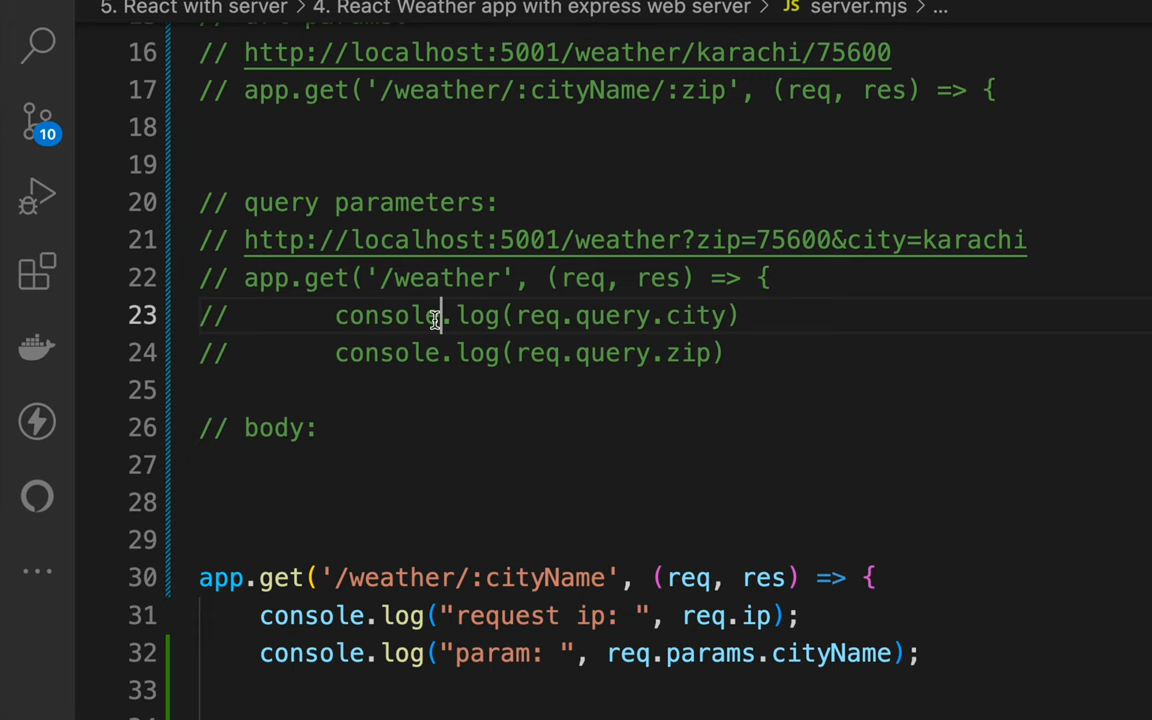 5. React with server > 4. React Weather app with express web server > JS server.mjs > ...
16 // http://localhost:5001/weather/karachi/75600
17 // app.get('/weather/:cityName/:zip', (req, res) => {
18
19
20 // query parameters:
21 // http://localhost:5001/weather?zip=75600&city=karachi
22 // app.get('/weather', (req, res) => {
23 //      console.log(req.query.city)
24 //      console.log(req.query.zip)
25
26 // body:
27
28
29
30 app.get('/weather/:cityName', (req, res) => {
31     console.log("request ip: ", req.ip);
32     console.log("param: ", req.params.cityName);
33
10